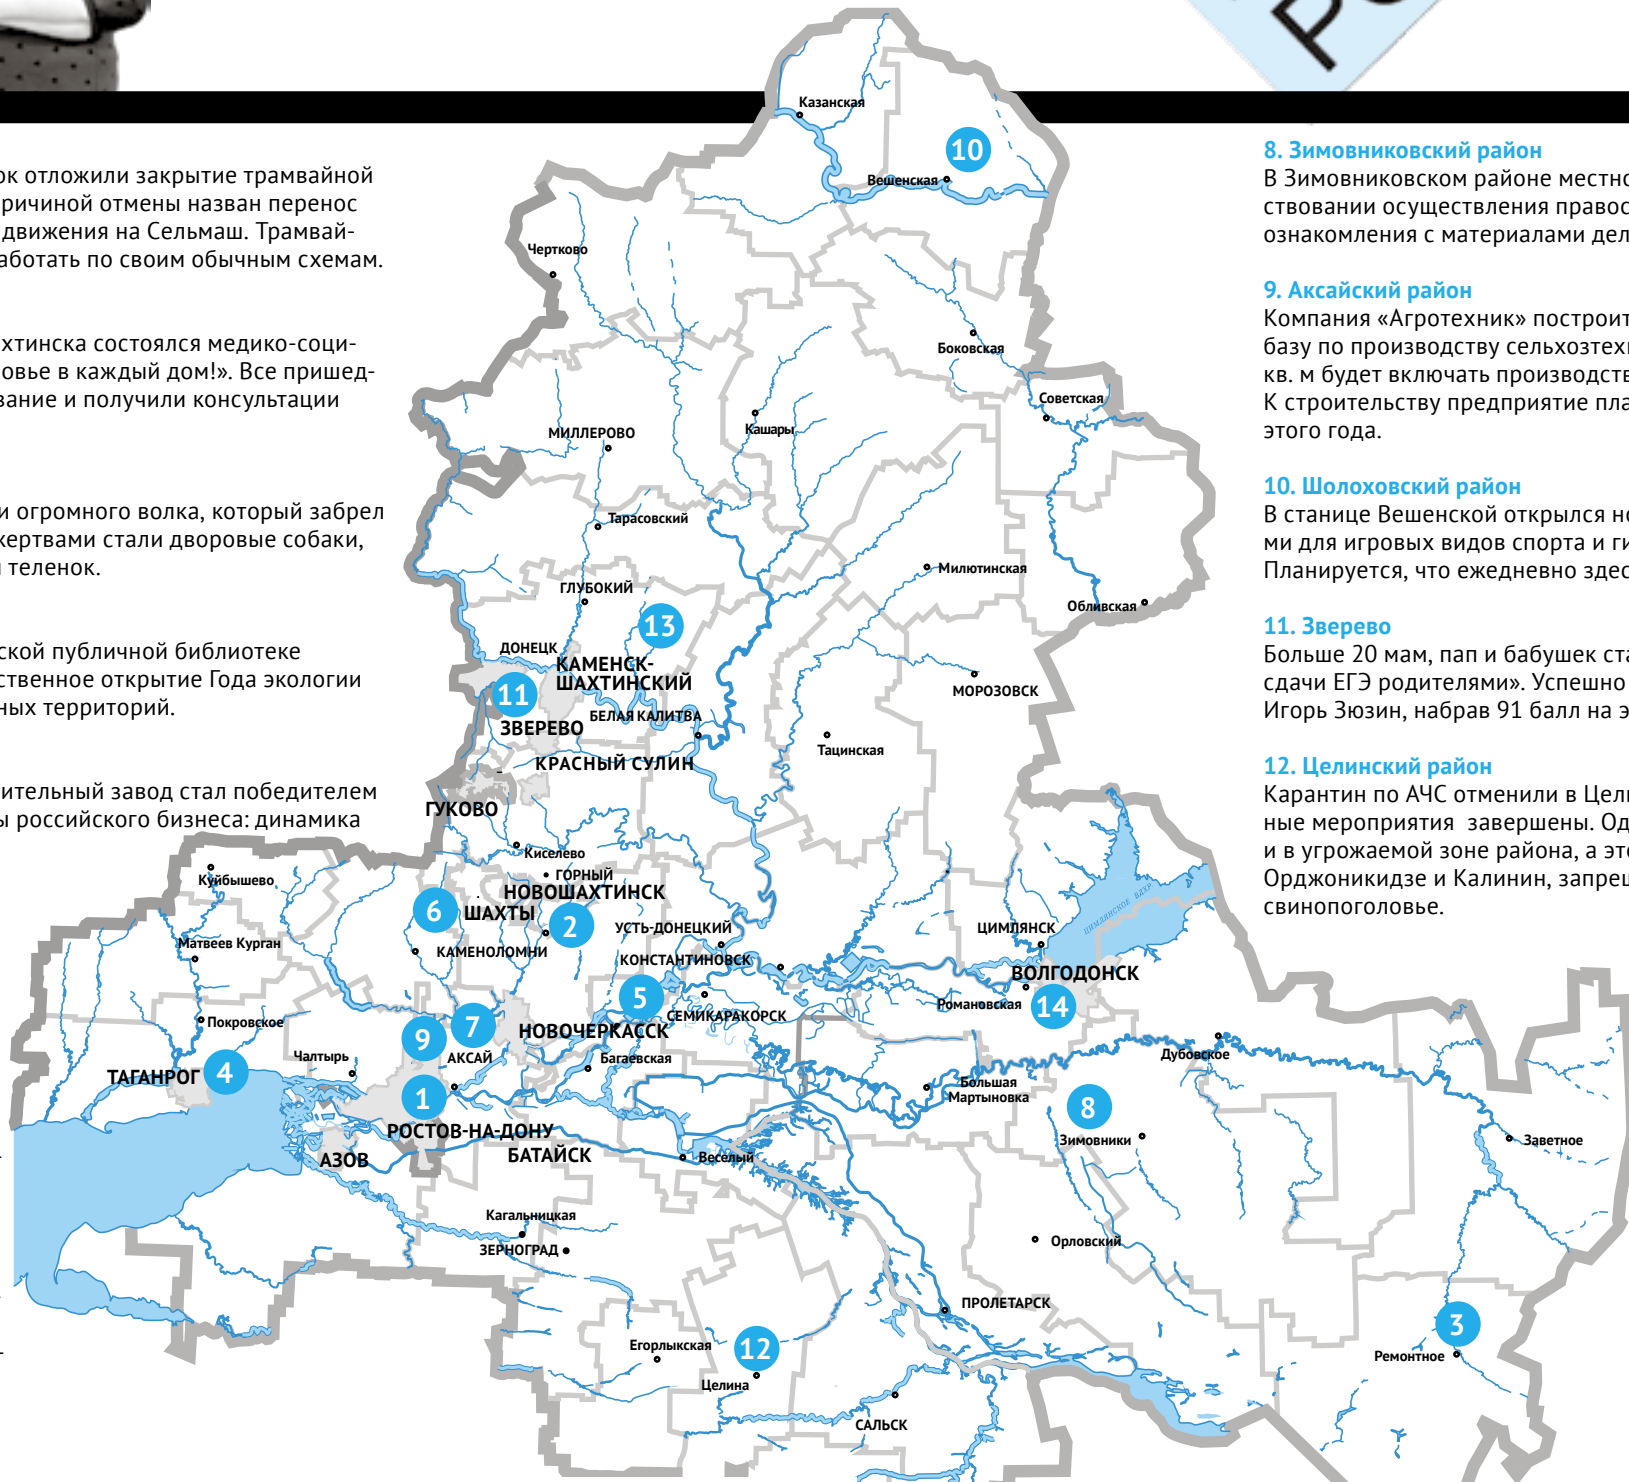 ок отложили закрытие трамвайной
ричиной отмены назван перенос
движения на Сельмаш. Трамвай-
аботать по своим обычным схемам.
хтинска состоялся медико-соци-
овье в каждый дом!». Все пришед-
вание и получили консультации
и огромного волка, который забрел
жертвами стали дворовые собаки,
и теленок.
ской публичной библиотеке
ственное открытие Года экологии
ных территорий.
ительный завод стал победителем
ы российского бизнеса: динамика
Казанская
10
Вешенская
Чертково
Боковская
Советская
Кашары
МИЛЛЕРОВО
Тарасовский
Милютинская
ГЛУБОКИЙ
Обливская
13
ДОНЕЦК
КАМЕНСК-
ШАХТИНСКИЙ
11
МОРОЗОВСК
БЕЛАЯ КАЛИТВА
ЗВЕРЕВО
Тацинская
КРАСНЫЙ СУЛИН
ГУКОВО
Киселево
ГОРНЫЙ
Куйбышево
НОВОШАХТИНСК
6
ШАХТЫ
2
УСТЬ-ДОНЕЦКИЙ
ЦИМЛЯНСК
ЦИМЛЯНСКОЕ ВДХР.
Матвеев Курган
КАМЕНОЛОМНИ
КОНСТАНТИНОВСК
ВОЛГОДОНСК
5
Романовская
14
СЕМИКАРАКОРСК
Покровское
7
НОВОЧЕРКАССК
9
АКСАЙ
Багаевская
Чалтырь
Дубовское
ТАГАНРОГ
4
1
Большая
Мартыновка
8
РОСТОВ-НА-ДОНУ
Зимовники
Заветное
АЗОВ
БАТАЙСК
Веселый
Кагальницкая
ЗЕРНОГРАД
Орловский
ПРОЛЕТАРСК
3
Егорлыкская
12
Ремонтное
Целина
САЛЬСК
8. Зимовниковский район
В Зимовниковском районе местно
ствовании осуществления правос
ознакомления с материалами дел
9. Аксайский район
Компания «Агротехник» построит
базу по производству сельхозтехн
кв. м будет включать производств
К строительству предприятие пла
этого года.
10. Шолоховский район
В станице Вешенской открылся но
ми для игровых видов спорта и ги
Планируется, что ежедневно здес
11. Зверево
Больше 20 мам, пап и бабушек ста
сдачи ЕГЭ родителями». Успешно
Игорь Зюзин, набрав 91 балл на э
12. Целинский район
Карантин по АЧС отменили в Цели
ные мероприятия завершены. Од
и в угрожаемой зоне района, а это
Орджоникидзе и Калинин, запрещ
свинопоголовье.